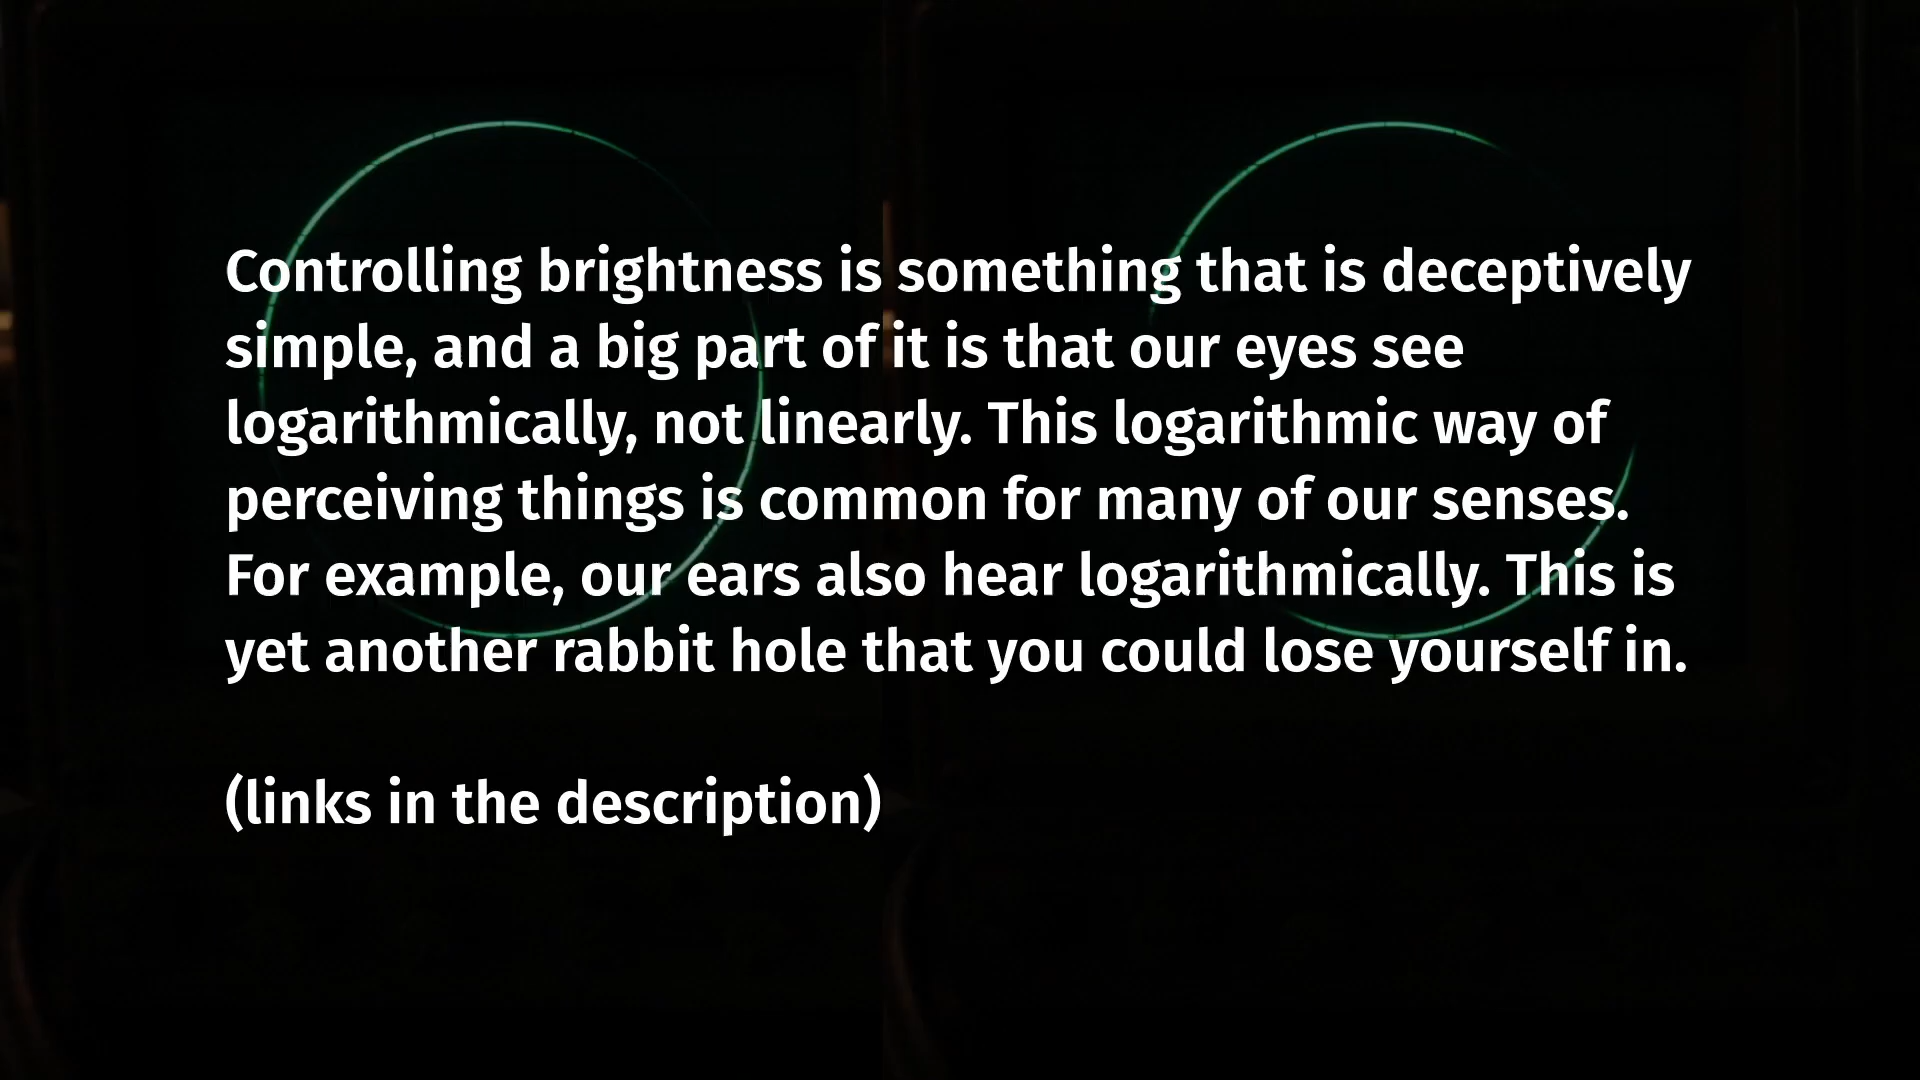 Controlling brightness is something that is deceptively
simple, and a big part of it is that our eyes see
logarithmically, not linearly. This logarithmic way of
perceiving things is common for many of our senses.
For example, our ears also hear logarithmically. This is
yet another rabbit hole that you could lose yourself in.
(links in the description)